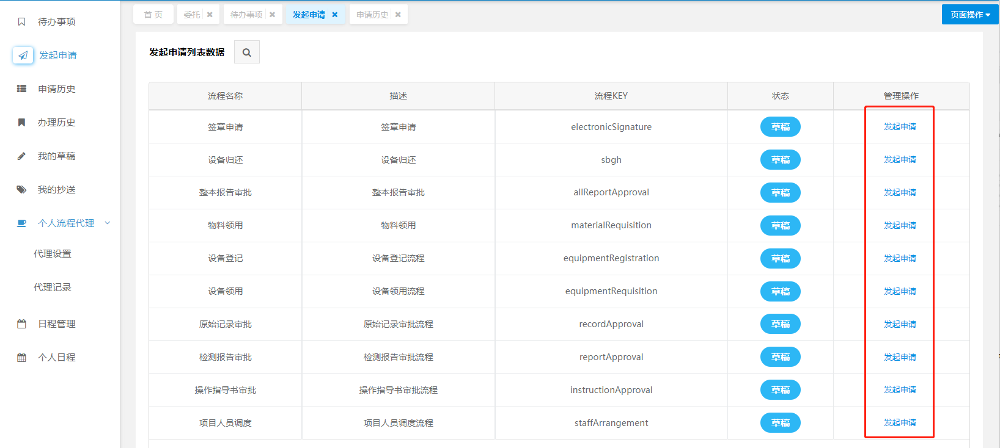 首 页
委托
待办事项
发起申请
申请历史
页面操作
待办事项
发起申请
申请历史
办理历史
我的草稿
我的抄送
个人流程代理
代理设置
代理记录
日程管理
个人日程
发起申请列表数据
流程名称 描述 流程KEY 状态 管理操作
签章申请 签章申请 electronicSignature 草稿 发起申请
设备归还 设备归还 sbgh 草稿 发起申请
整本报告审批 整本报告审批 allReportApproval 草稿 发起申请
物料领用 物料领用 materialRequisition 草稿 发起申请
设备登记 设备登记流程 equipmentRegistration 草稿 发起申请
设备领用 设备领用流程 equipmentRequisition 草稿 发起申请
原始记录审批 原始记录审批流程 recordApproval 草稿 发起申请
检测报告审批 检测报告审批流程 reportApproval 草稿 发起申请
操作指导书审批 操作指导书审批流程 instructionApproval 草稿 发起申请
项目人员调度 项目人员调度流程 staffArrangement 草稿 发起申请